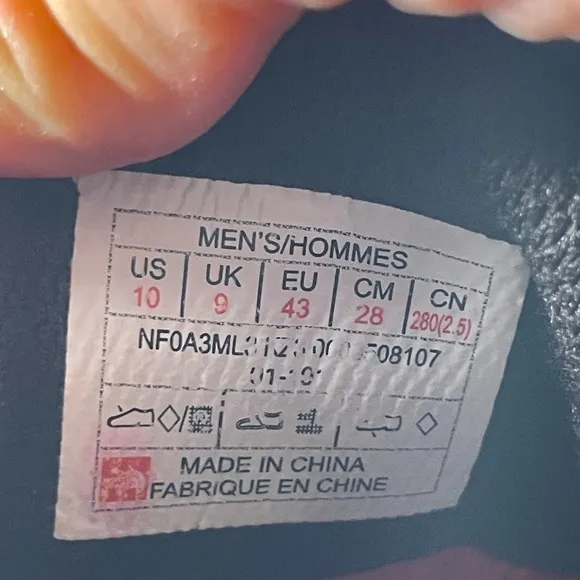 MEN'S/HOMMES
US UK EU CM CN
10 9 43 28 280(2.5)
508107
MADE IN CHINA
FABRIQUE EN CHINE